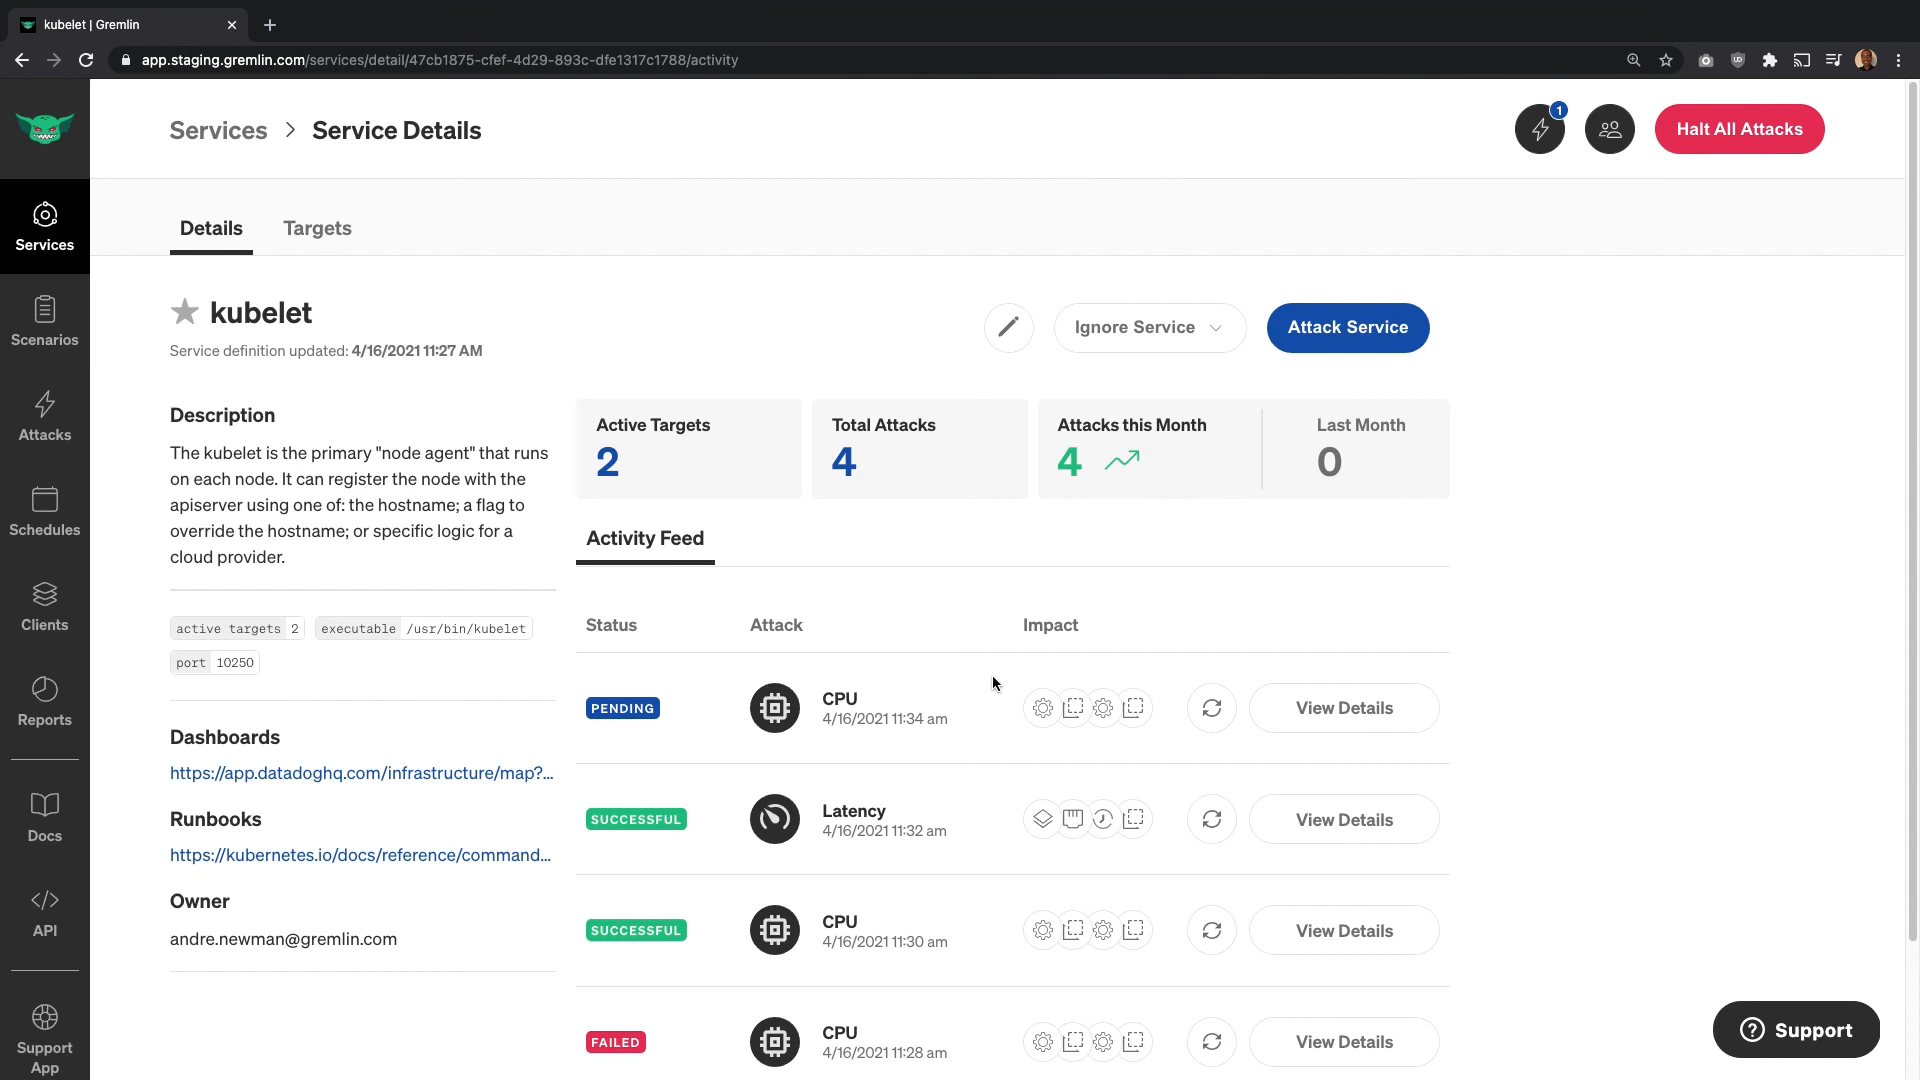 kubelet | Gremlin
app.staging.gremlin.com/services/detail/47cb1875-cfef-4d29-893c-dfe1317c1788/activity
Services > Service Details
1
Halt All Attacks
Services
Scenarios
Attacks
Schedules
Clients
Reports
Docs
API
Support
App
Details
Targets
kubelet
Service definition updated: 4/16/2021 11:27 AM
Ignore Service
Attack Service
Description
The kubelet is the primary "node agent" that runs
on each node. It can register the node with the
apiserver using one of: the hostname; a flag to
override the hostname; or specific logic for a
cloud provider.
active targets 2
executable /usr/bin/kubelet
port 10250
Dashboards
https://app.datadoghq.com/infrastructure/map?...
Runbooks
https://kubernetes.io/docs/reference/command...
Owner
andre.newman@gremlin.com
Active Targets
2
Total Attacks
4
Attacks this Month
4
Last Month
0
Activity Feed
Status
Attack
Impact
PENDING
CPU
4/16/2021 11:34 am
View Details
SUCCESSFUL
Latency
4/16/2021 11:32 am
View Details
SUCCESSFUL
CPU
4/16/2021 11:30 am
View Details
FAILED
CPU
4/16/2021 11:28 am
View Details
Support